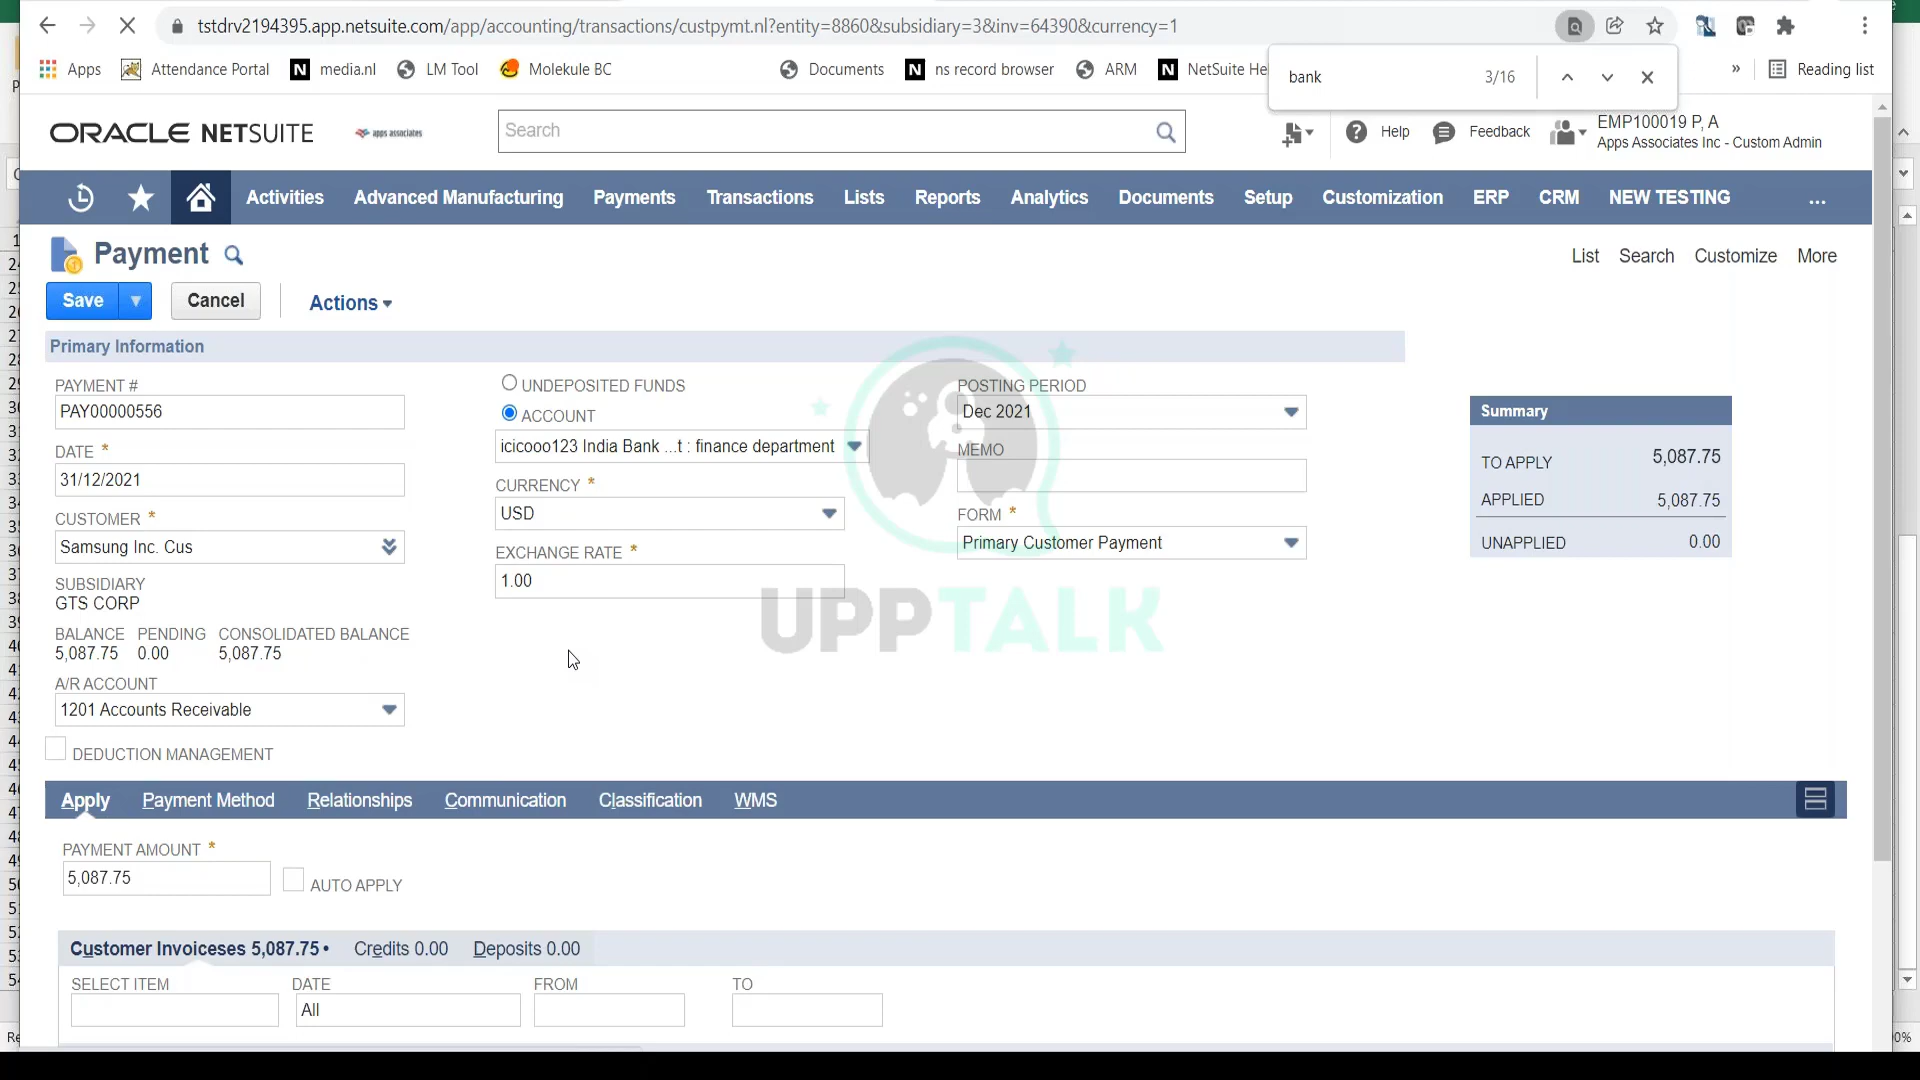 tstdrv2194395.app.netsuite.com/app/accounting/transactions/custpymt.nl?entity=8860&subsidiary=3&inv=64390&currency=1
Apps Attendance Portal media.nl LM Tool Molekule BC Documents ns record browser ARM NetSuite He » Reading list
bank 3/16
ORACLE NETSUITE apps associates Search Help Feedback EMP100019 P, A
Apps Associates Inc - Custom Admin
Activities Advanced Manufacturing Payments Transactions Lists Reports Analytics Documents Setup Customization ERP CRM NEW TESTING ...
Payment List Search Customize More
Save Cancel Actions
Primary Information
PAYMENT #
PAY00000556
DATE *
31/12/2021
CUSTOMER *
Samsung Inc. Cus
SUBSIDIARY
GTS CORP
BALANCE PENDING CONSOLIDATED BALANCE
5,087.75 0.00 5,087.75
A/R ACCOUNT
1201 Accounts Receivable
DEDUCTION MANAGEMENT
UNDEPOSITED FUNDS
ACCOUNT
icicooo123 India Bank ...t : finance department
CURRENCY *
USD
EXCHANGE RATE *
1.00
POSTING PERIOD
Dec 2021
MEMO
FORM *
Primary Customer Payment
Summary
TO APPLY 5,087.75
APPLIED 5,087.75
UNAPPLIED 0.00
UPPTALK
Apply Payment Method Relationships Communication Classification WMS
PAYMENT AMOUNT *
5,087.75 AUTO APPLY
Customer Invoiceses 5,087.75 • Credits 0.00 Deposits 0.00
SELECT ITEM DATE FROM TO
All